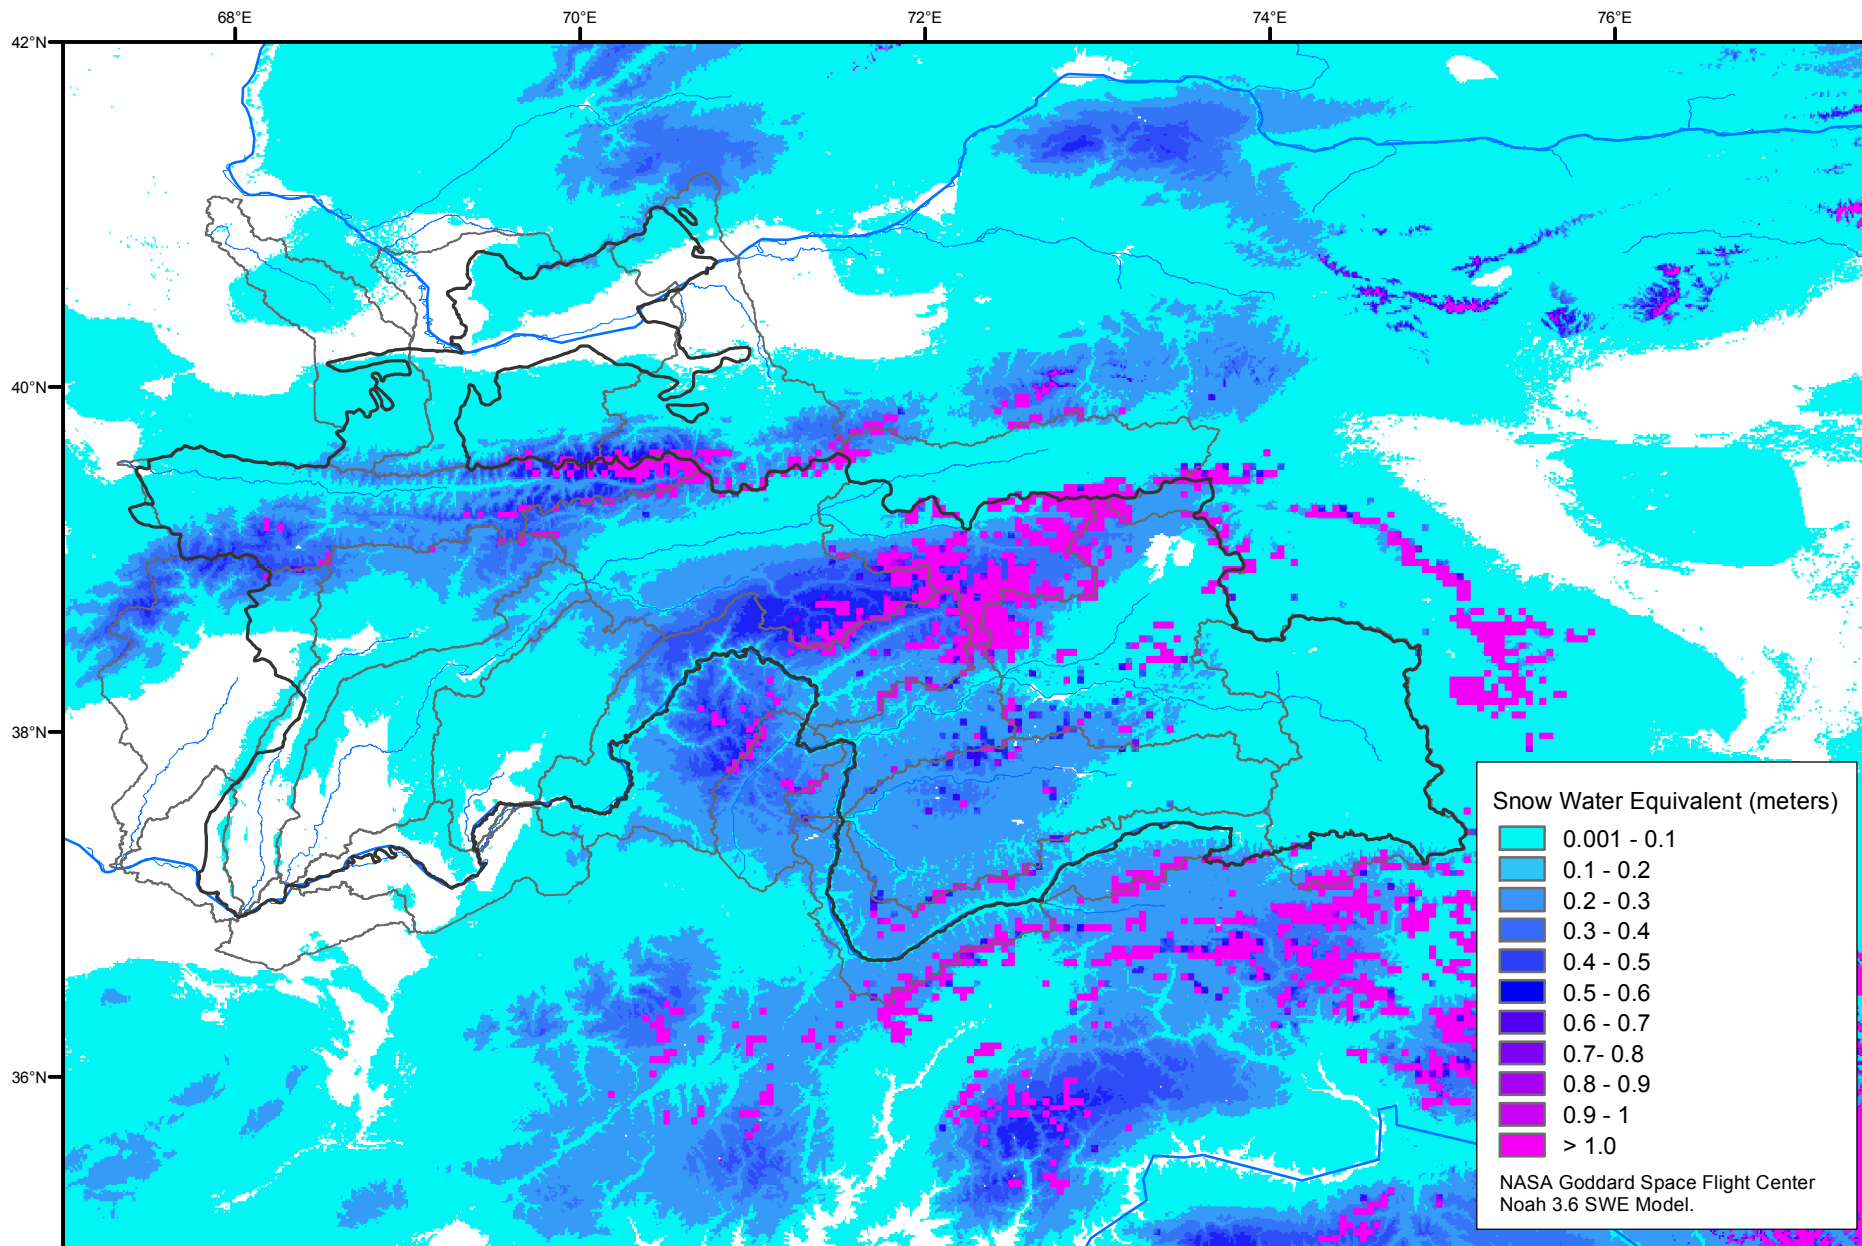 68°E 70°E 72°E 74°E 76°E
42°N
40°N
38°N
36°N
Snow Water Equivalent (meters)
0.001 - 0.1
0.1 - 0.2
0.2 - 0.3
0.3 - 0.4
0.4 - 0.5
0.5 - 0.6
0.6 - 0.7
0.7- 0.8
0.8 - 0.9
0.9 - 1
> 1.0
NASA Goddard Space Flight Center
Noah 3.6 SWE Model.